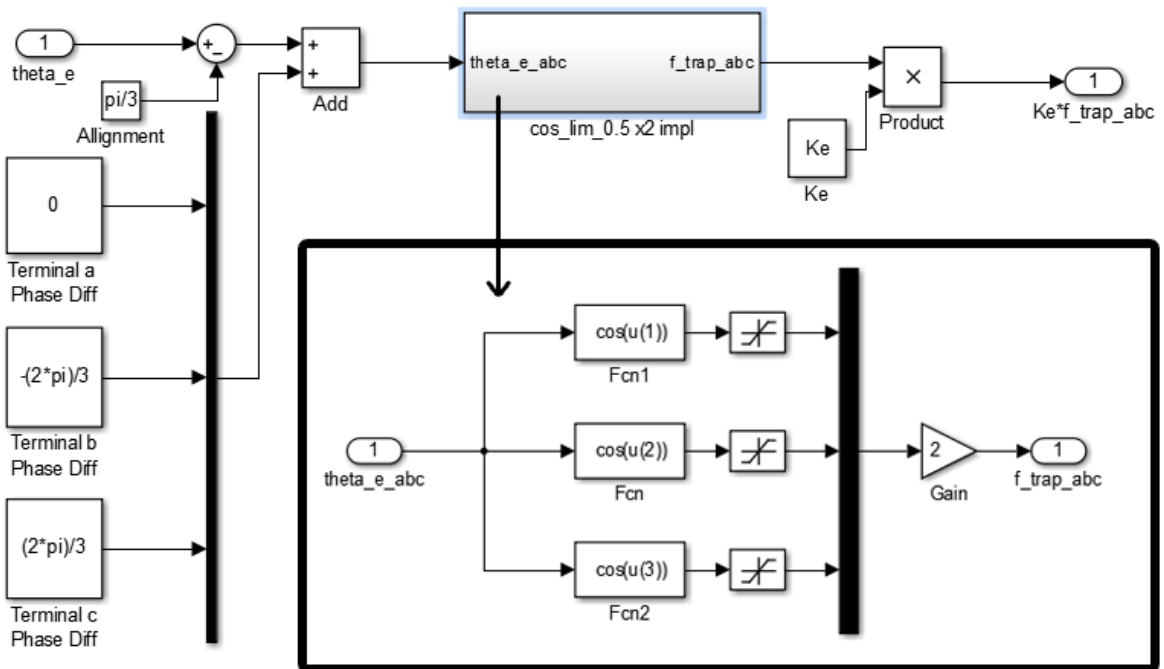 1
theta_e
+
-
pi/3
Allignment
+
+
Add
theta_e_abc
f_trap_abc
cos_lim_0.5 x2 impl
×
Product
Ke
Ke
1
Ke*f_trap_abc
0
Terminal a
Phase Diff
-(2*pi)/3
Terminal b
Phase Diff
(2*pi)/3
Terminal c
Phase Diff
1
theta_e_abc
cos(u(1))
Fcn1
cos(u(2))
Fcn
cos(u(3))
Fcn2
2
Gain
1
f_trap_abc